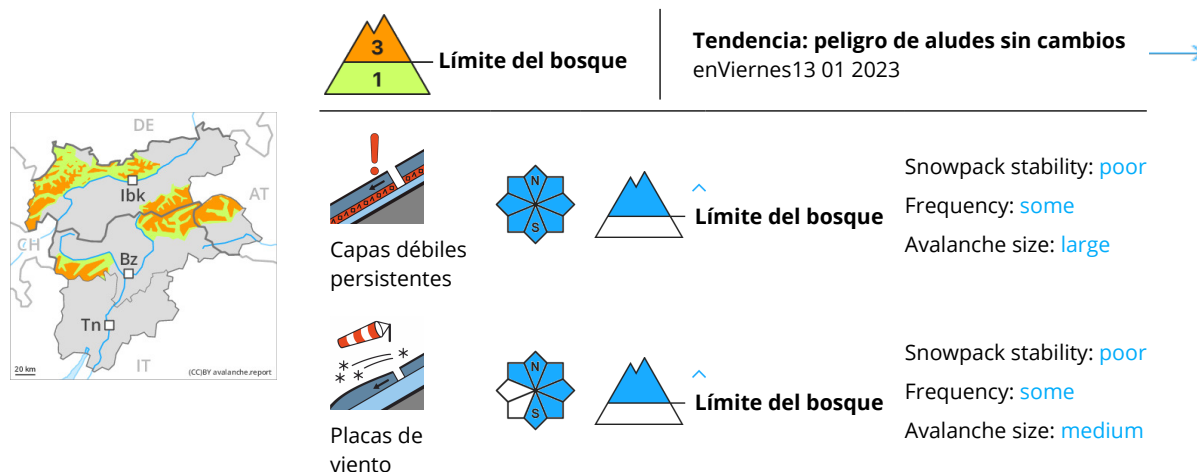 3
1
Límite del bosque
Tendencia: peligro de aludes sin cambios
enViernes13 01 2023
DE
Ibk
AT
CH
Bz
Tn
IT
20 km
(CC)BY avalanche.report
Capas débiles
persistentes
N
S
Límite del bosque
Snowpack stability: poor
Frequency: some
Avalanche size: large
Placas de
viento
N
S
Límite del bosque
Snowpack stability: poor
Frequency: some
Avalanche size: medium